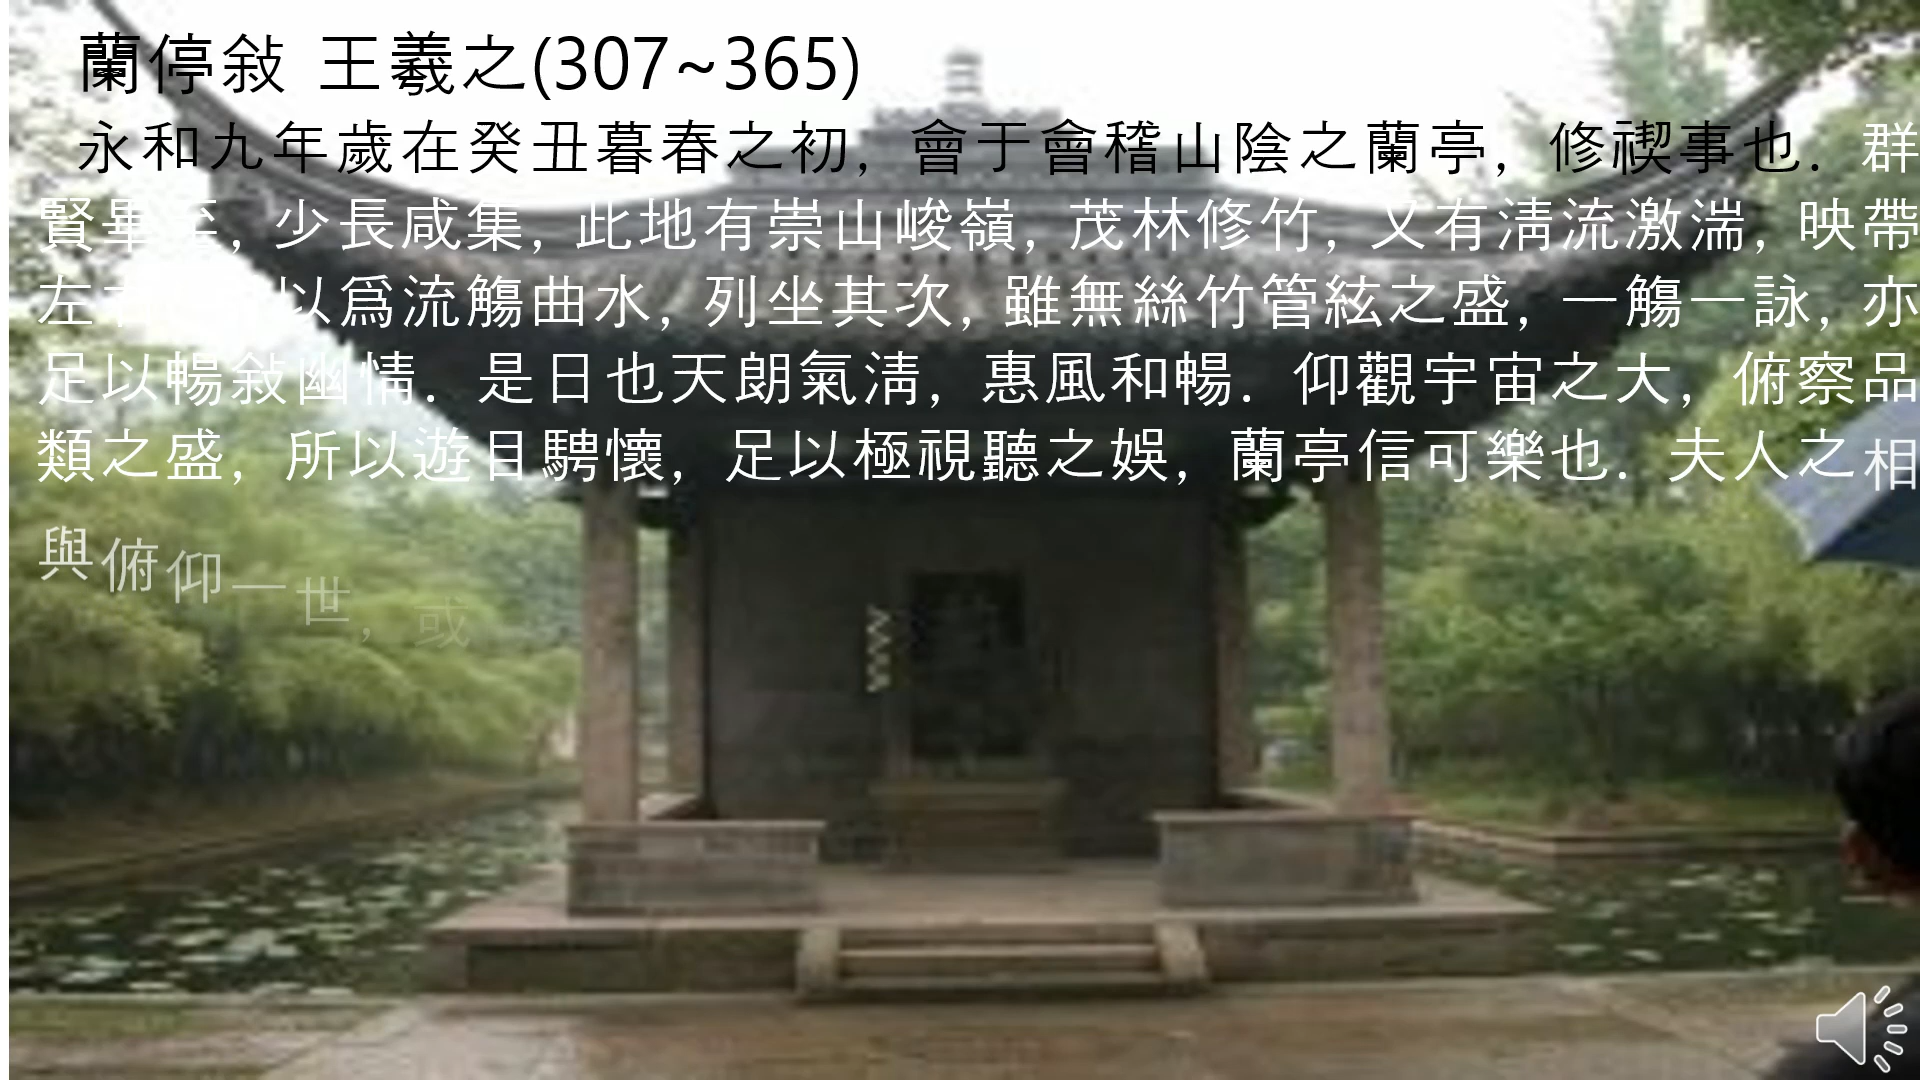 蘭停敍 王羲之(307~365)
永和九年歲在癸丑暮春之初, 會于會稽山陰之蘭亭, 修禊事也. 群
賢畢至, 少長咸集, 此地有崇山峻嶺, 茂林修竹, 又有淸流激湍, 映帶
左右 以爲流觴曲水, 列坐其次, 雖無絲竹管絃之盛, 一觴一詠, 亦
足以暢敍幽情. 是日也天朗氣淸, 惠風和暢. 仰觀宇宙之大, 俯察品
類之盛, 所以遊目騁懷, 足以極視聽之娛, 蘭亭信可樂也. 夫人之相
與俯仰一世, 或